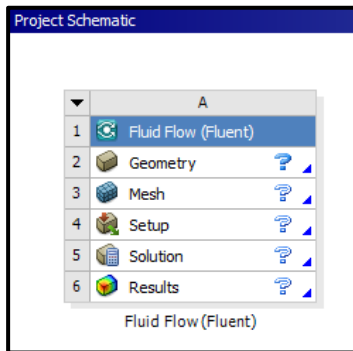 Project Schematic
A
1 Fluid Flow (Fluent)
2 Geometry ?
3 Mesh ?
4 Setup ?
5 Solution ?
6 Results ?
Fluid Flow (Fluent)